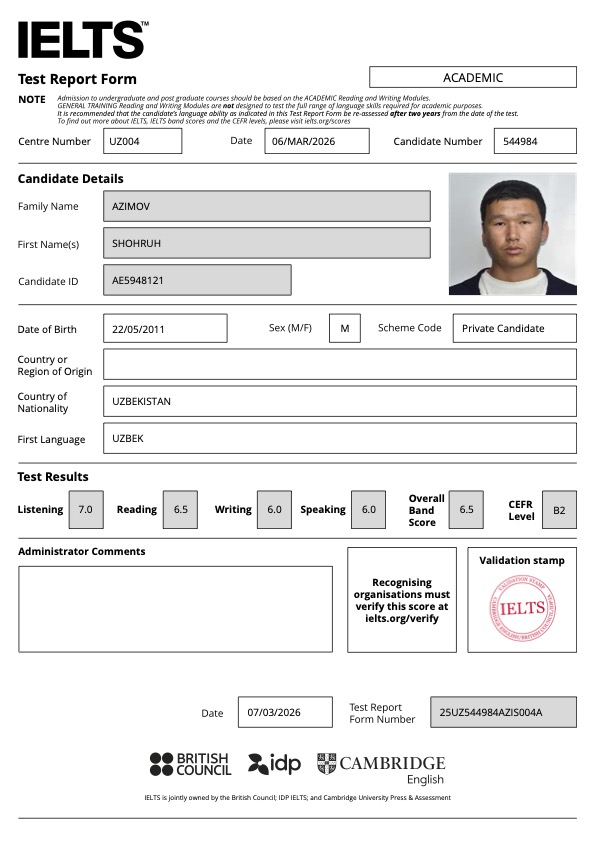 IELTS™
Test Report Form
ACADEMIC
NOTE
Admission to undergraduate and post graduate courses should be based on the ACADEMIC Reading and Writing Modules.
GENERAL TRAINING Reading and Writing Modules are not designed to test the full range of language skills required for academic purposes.
It is recommended that the candidate's language ability as indicated in this Test Report Form be re-assessed after two years from the date of the test.
To find out more about IELTS, IELTS band scores and the CEFR levels, please visit ielts.org/scores
Centre Number UZ004 Date 06/MAR/2026 Candidate Number 544984
Candidate Details
Family Name AZIMOV
First Name(s) SHOHRUH
Candidate ID AE5948121
Date of Birth 22/05/2011 Sex (M/F) M Scheme Code Private Candidate
Country or
Region of Origin
Country of
Nationality
UZBEKISTAN
First Language UZBEK
Test Results
Listening 7.0 Reading 6.5 Writing 6.0 Speaking 6.0
Overall
Band
Score
6.5
CEFR
Level
B2
Administrator Comments
Recognising
organisations must
verify this score at
ielts.org/verify
Validation stamp
VALIDATION STAMP
IELTS
Date 07/03/2026
Test Report
Form Number
25UZ544984AZIS004A
BRITISH
COUNCIL
idp
CAMBRIDGE
English
IELTS is jointly owned by the British Council; IDP IELTS; and Cambridge University Press & Assessment